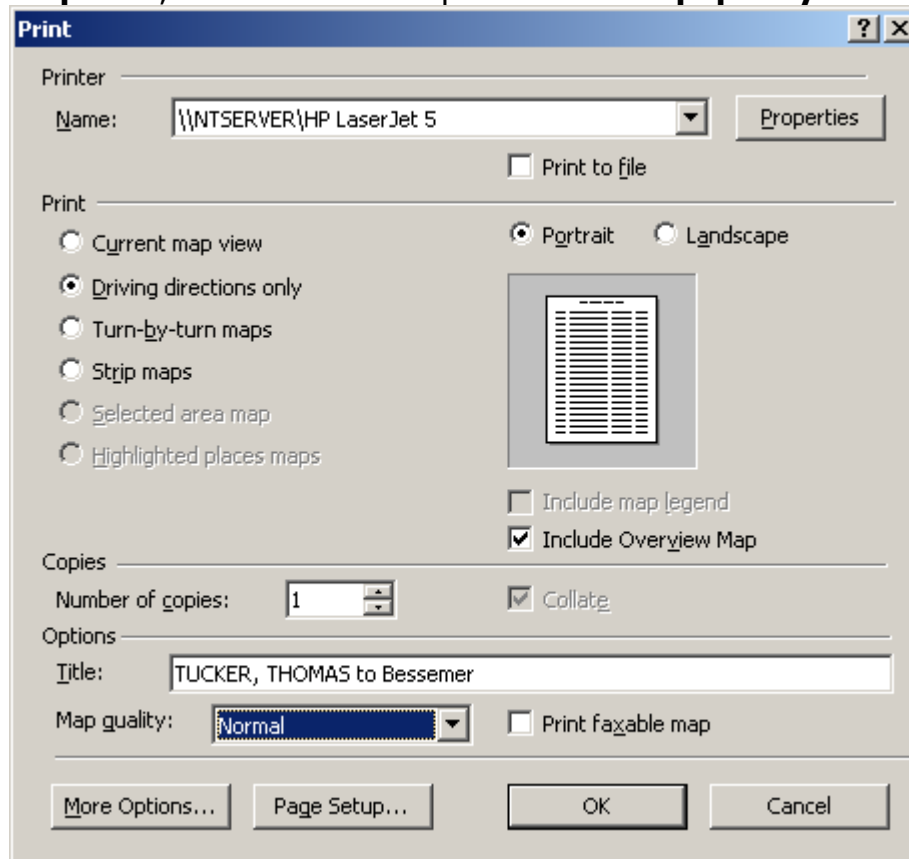 Print
Printer
Name: \\NTSERVER\HP LaserJet 5 Properties
Print to file
Print
Current map view
Portrait Landscape
Driving directions only
Turn-by-turn maps
Strip maps
Selected area map
Highlighted places maps
Include map legend
Include Overview Map
Copies
Number of copies: 1 Collate
Options
Title: TUCKER, THOMAS to Bessemer
Map quality: Normal Print faxable map
More Options... Page Setup... OK Cancel